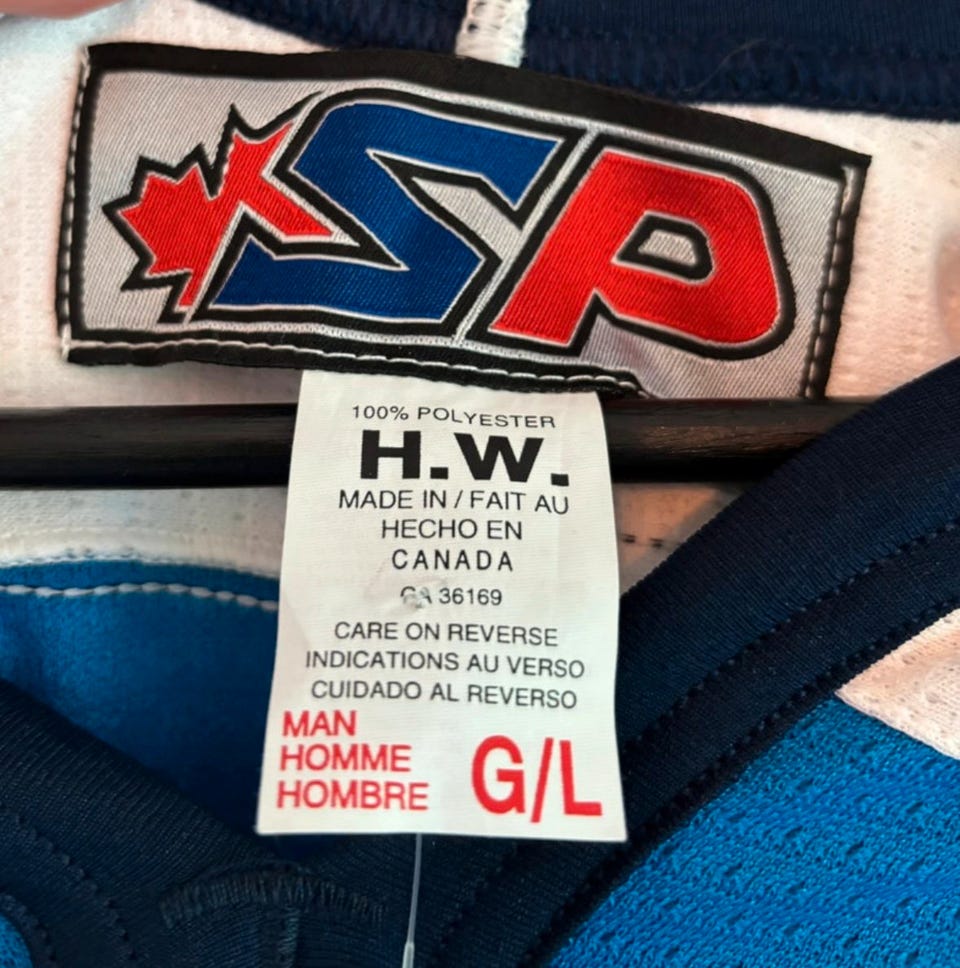 SP
100% POLYESTER
H.W.
MADE IN / FAIT AU
HECHO EN
CANADA
CA 36169
CARE ON REVERSE
INDICATIONS AU VERSO
CUIDADO AL REVERSO
MAN
HOMME
HOMBRE
G/L